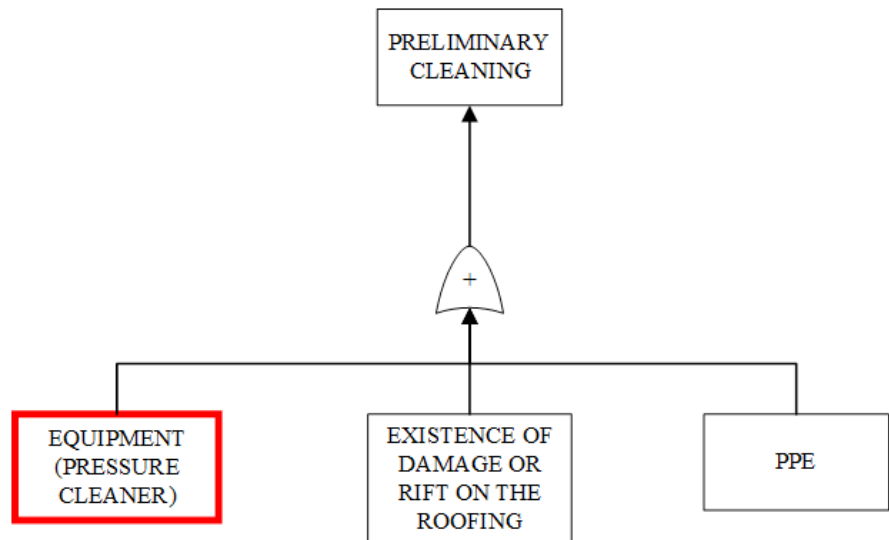 PRELIMINARY
CLEANING
+
EQUIPMENT
(PRESSURE
CLEANER)
EXISTENCE OF
DAMAGE OR
RIFT ON THE
ROOFING
PPE